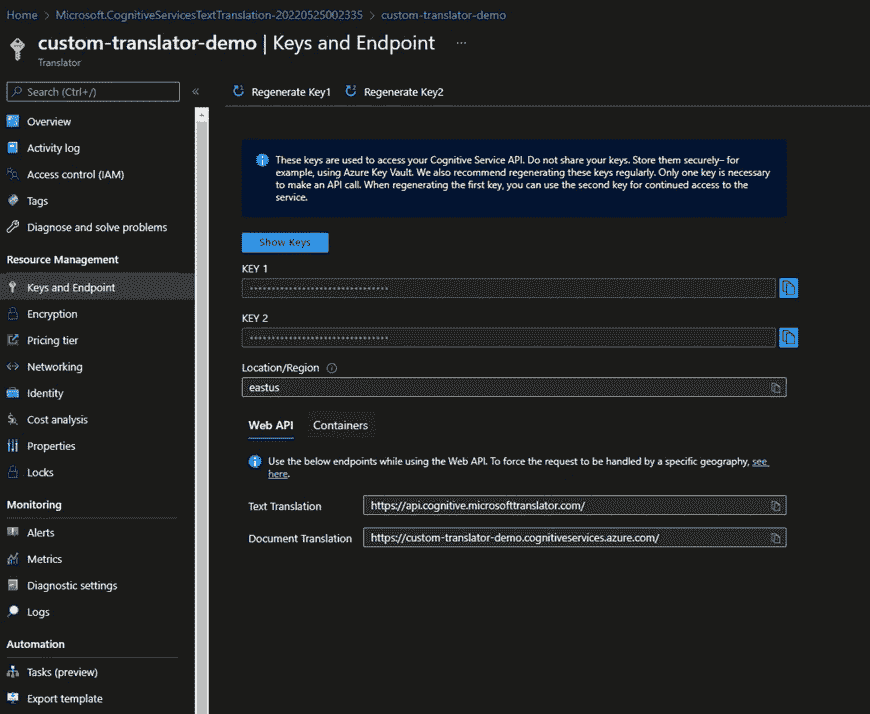 Home > Microsoft.CognitiveServicesTextTranslation-20220525002335 > custom-translator-demo
custom-translator-demo | Keys and Endpoint ...
Translator
Search (Ctrl+/)
«
Regenerate Key1
Regenerate Key2
Overview
Activity log
Access control (IAM)
Tags
Diagnose and solve problems
Resource Management
Keys and Endpoint
Encryption
Pricing tier
Networking
Identity
Cost analysis
Properties
Locks
Monitoring
Alerts
Metrics
Diagnostic settings
Logs
Automation
Tasks (preview)
Export template
These keys are used to access your Cognitive Service API. Do not share your keys. Store them securely– for
example, using Azure Key Vault. We also recommend regenerating these keys regularly. Only one key is necessary
to make an API call. When regenerating the first key, you can use the second key for continued access to the
service.
Show Keys
KEY 1
KEY 2
Location/Region
eastus
Web API
Containers
Use the below endpoints while using the Web API. To force the request to be handled by a specific geography, see
here.
Text Translation
https://api.cognitive.microsofttranslator.com/
Document Translation
https://custom-translator-demo.cognitiveservices.azure.com/